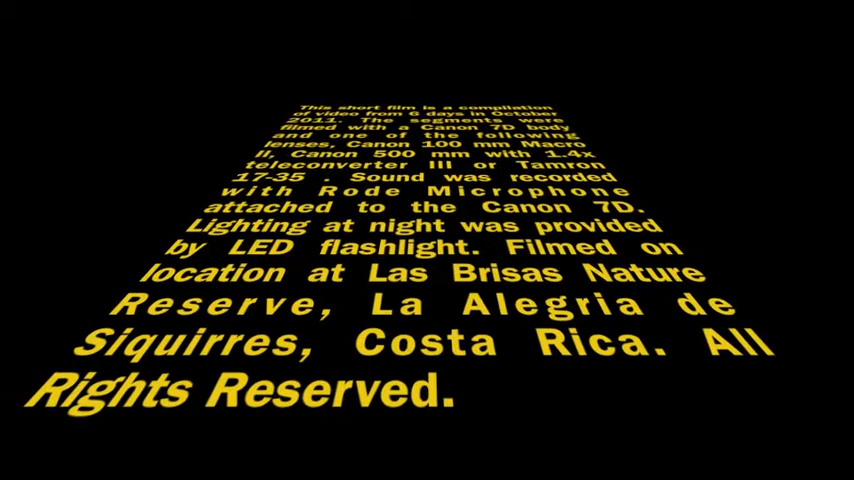 This short film is a compilation
of video from 6 days in October
2011. The segments were
filmed with a Canon 7D body
and one of the following
lenses, Canon 100 mm Macro
II, Canon 500 mm with 1.4x
teleconverter III or Tamron
17-35 . Sound was recorded
with Rode Microphone
attached to the Canon 7D.
Lighting at night was provided
by LED flashlight. Filmed on
location at Las Brisas Nature
Reserve, La Alegria de
Siquirres, Costa Rica. All
Rights Reserved.